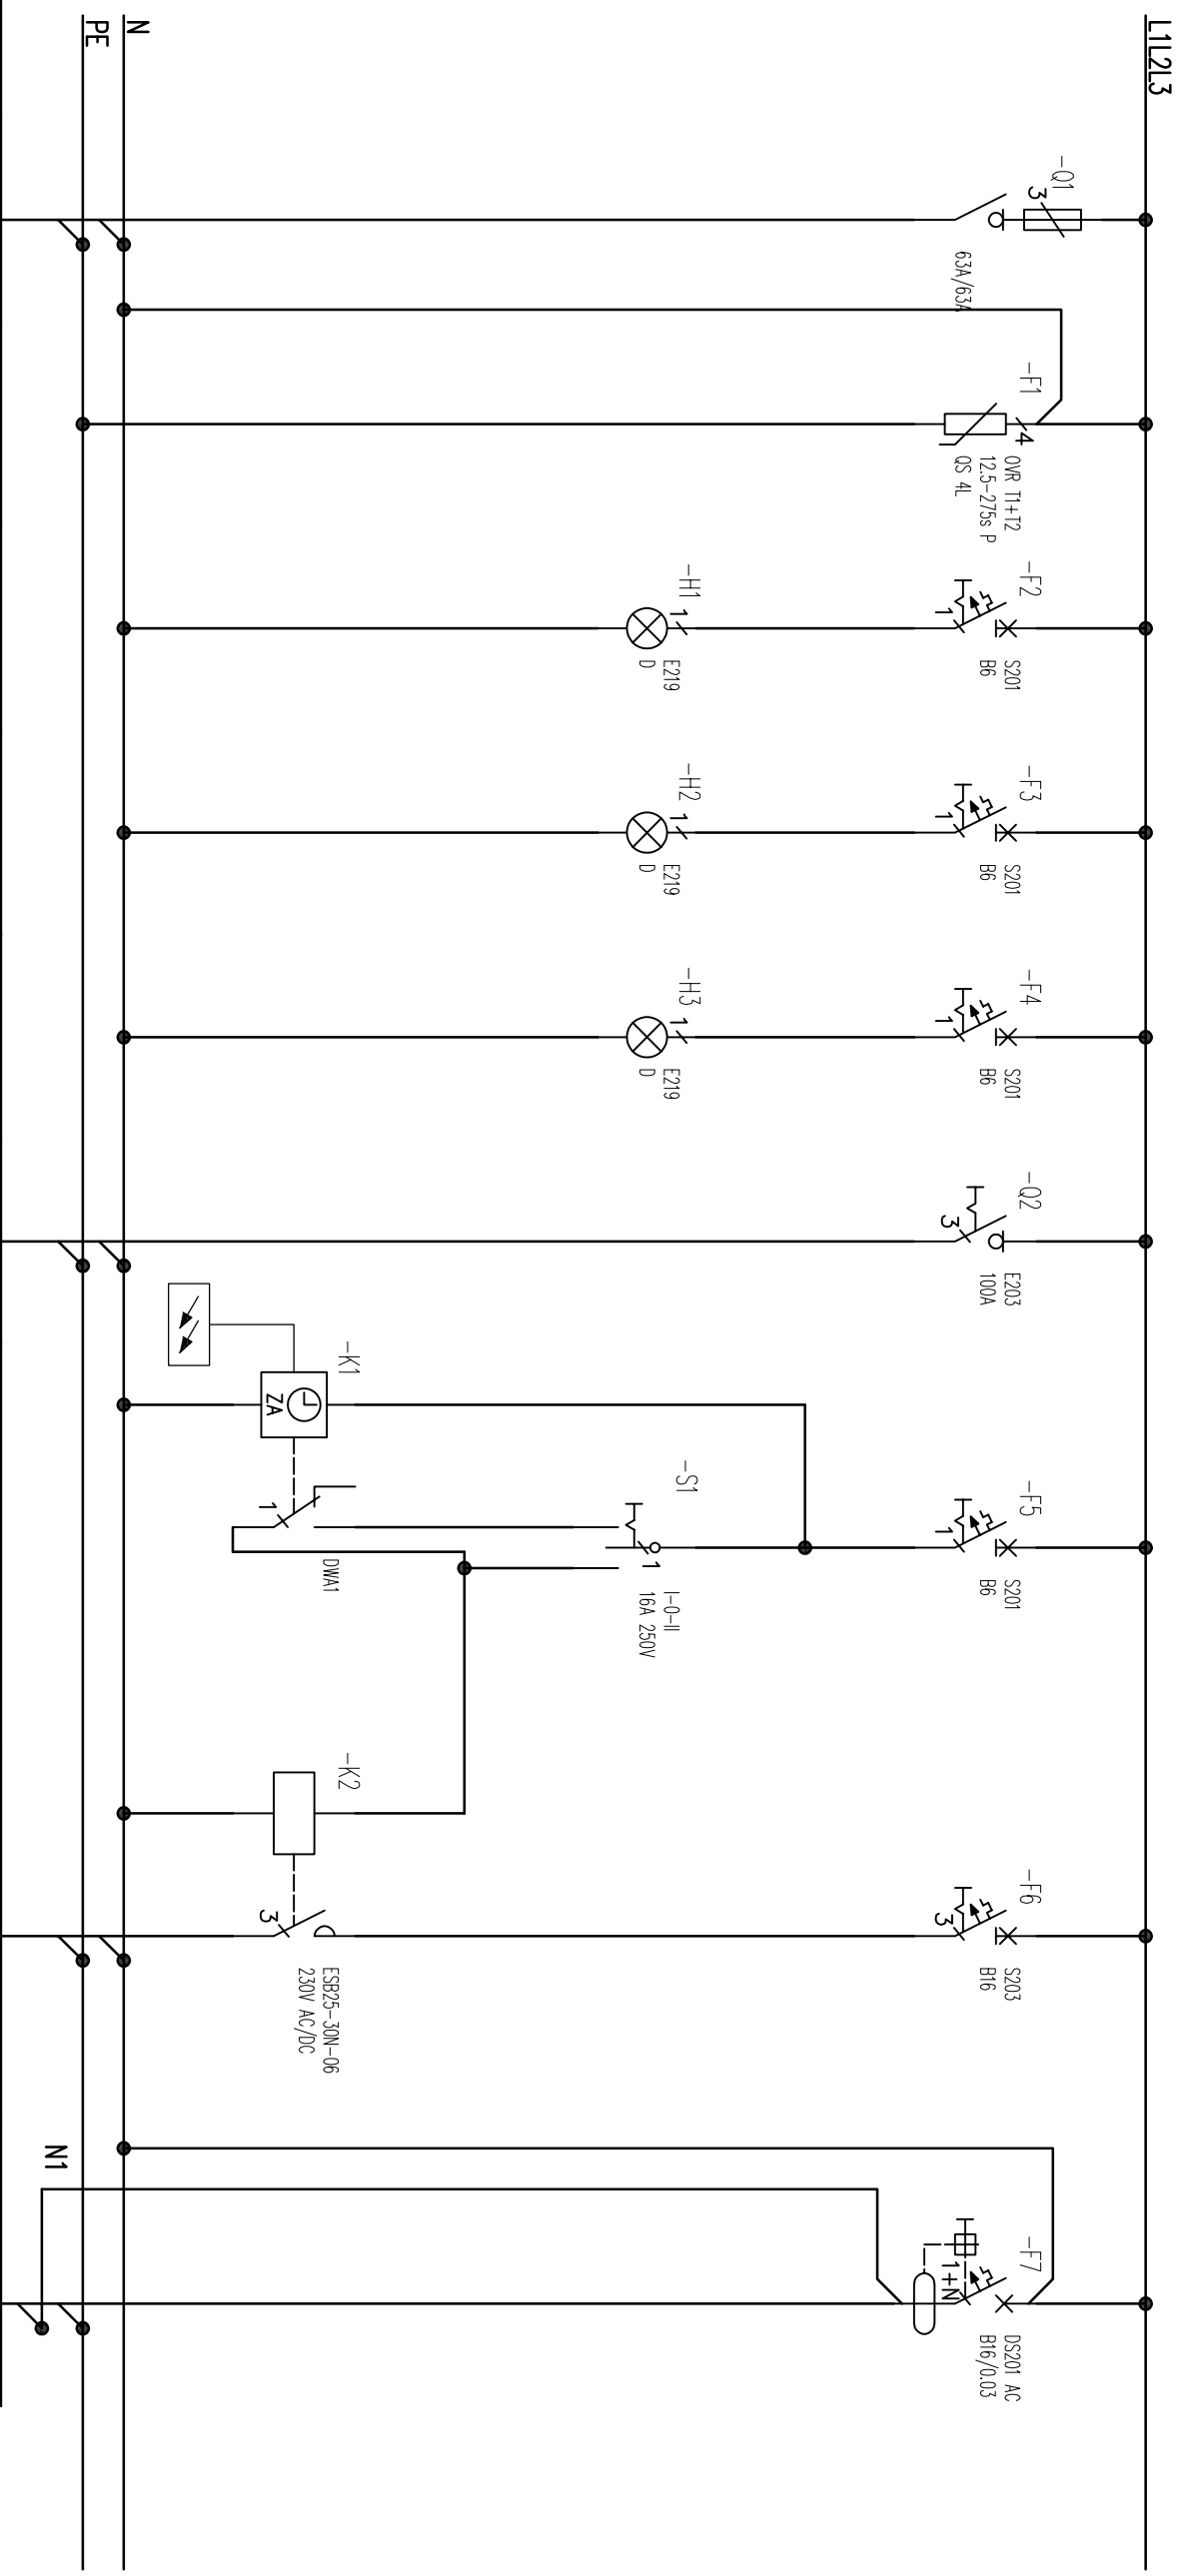 L1L2L3
N
PE
-Q1
3
63A/63A
-F1
4
OVR T1+T2
12.5-275s P
QS 4L
-F2
1
S201
B6
-H1
1
E219
D
-F3
1
S201
B6
-H2
1
E219
D
-F4
1
S201
B6
-H3
1
E219
D
-Q2
3
E203
100A
-F5
1
S201
B6
-S1
1
I-0-II
16A 250V
-K1
ZA
1
DWA1
-K2
3
ESB25-30N-06
230V AC/DC
-F6
3
S203
B16
-F7
1+N
DS201 AC
B16/0.03
N1